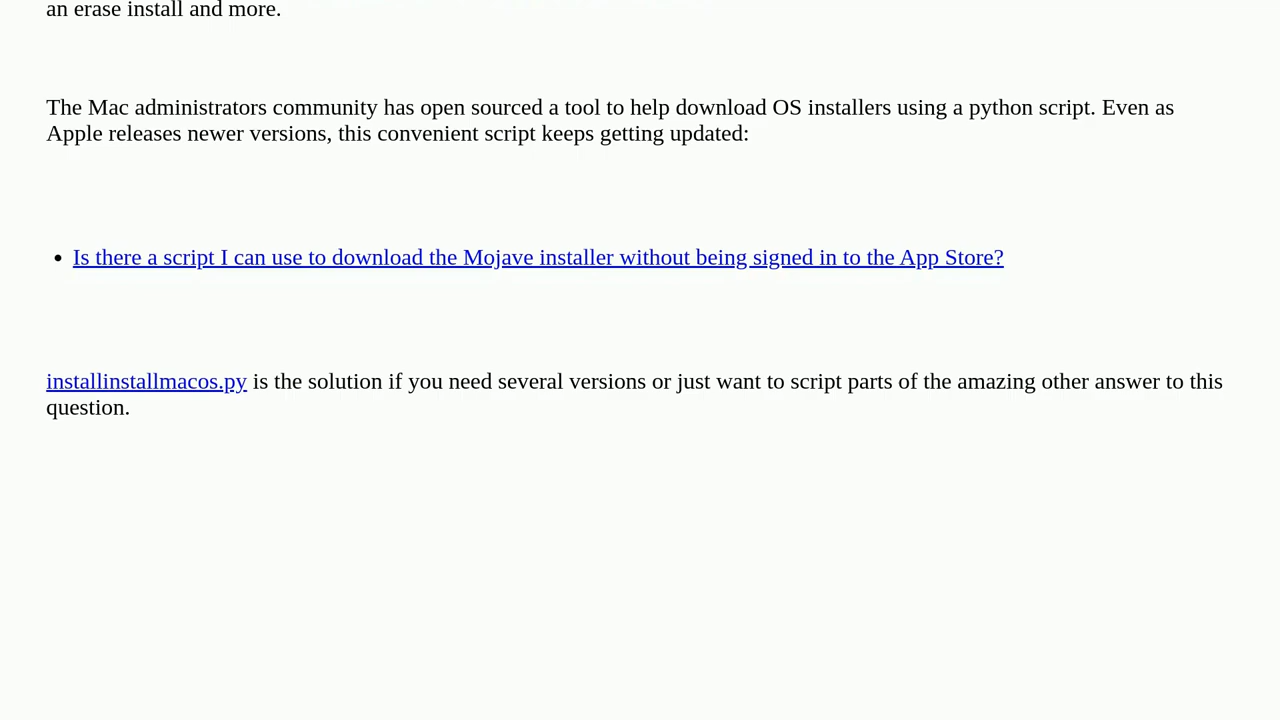 an erase install and more.
The Mac administrators community has open sourced a tool to help download OS installers using a python script. Even as
Apple releases newer versions, this convenient script keeps getting updated:
• Is there a script I can use to download the Mojave installer without being signed in to the App Store?
installinstallmacos.py is the solution if you need several versions or just want to script parts of the amazing other answer to this
question.